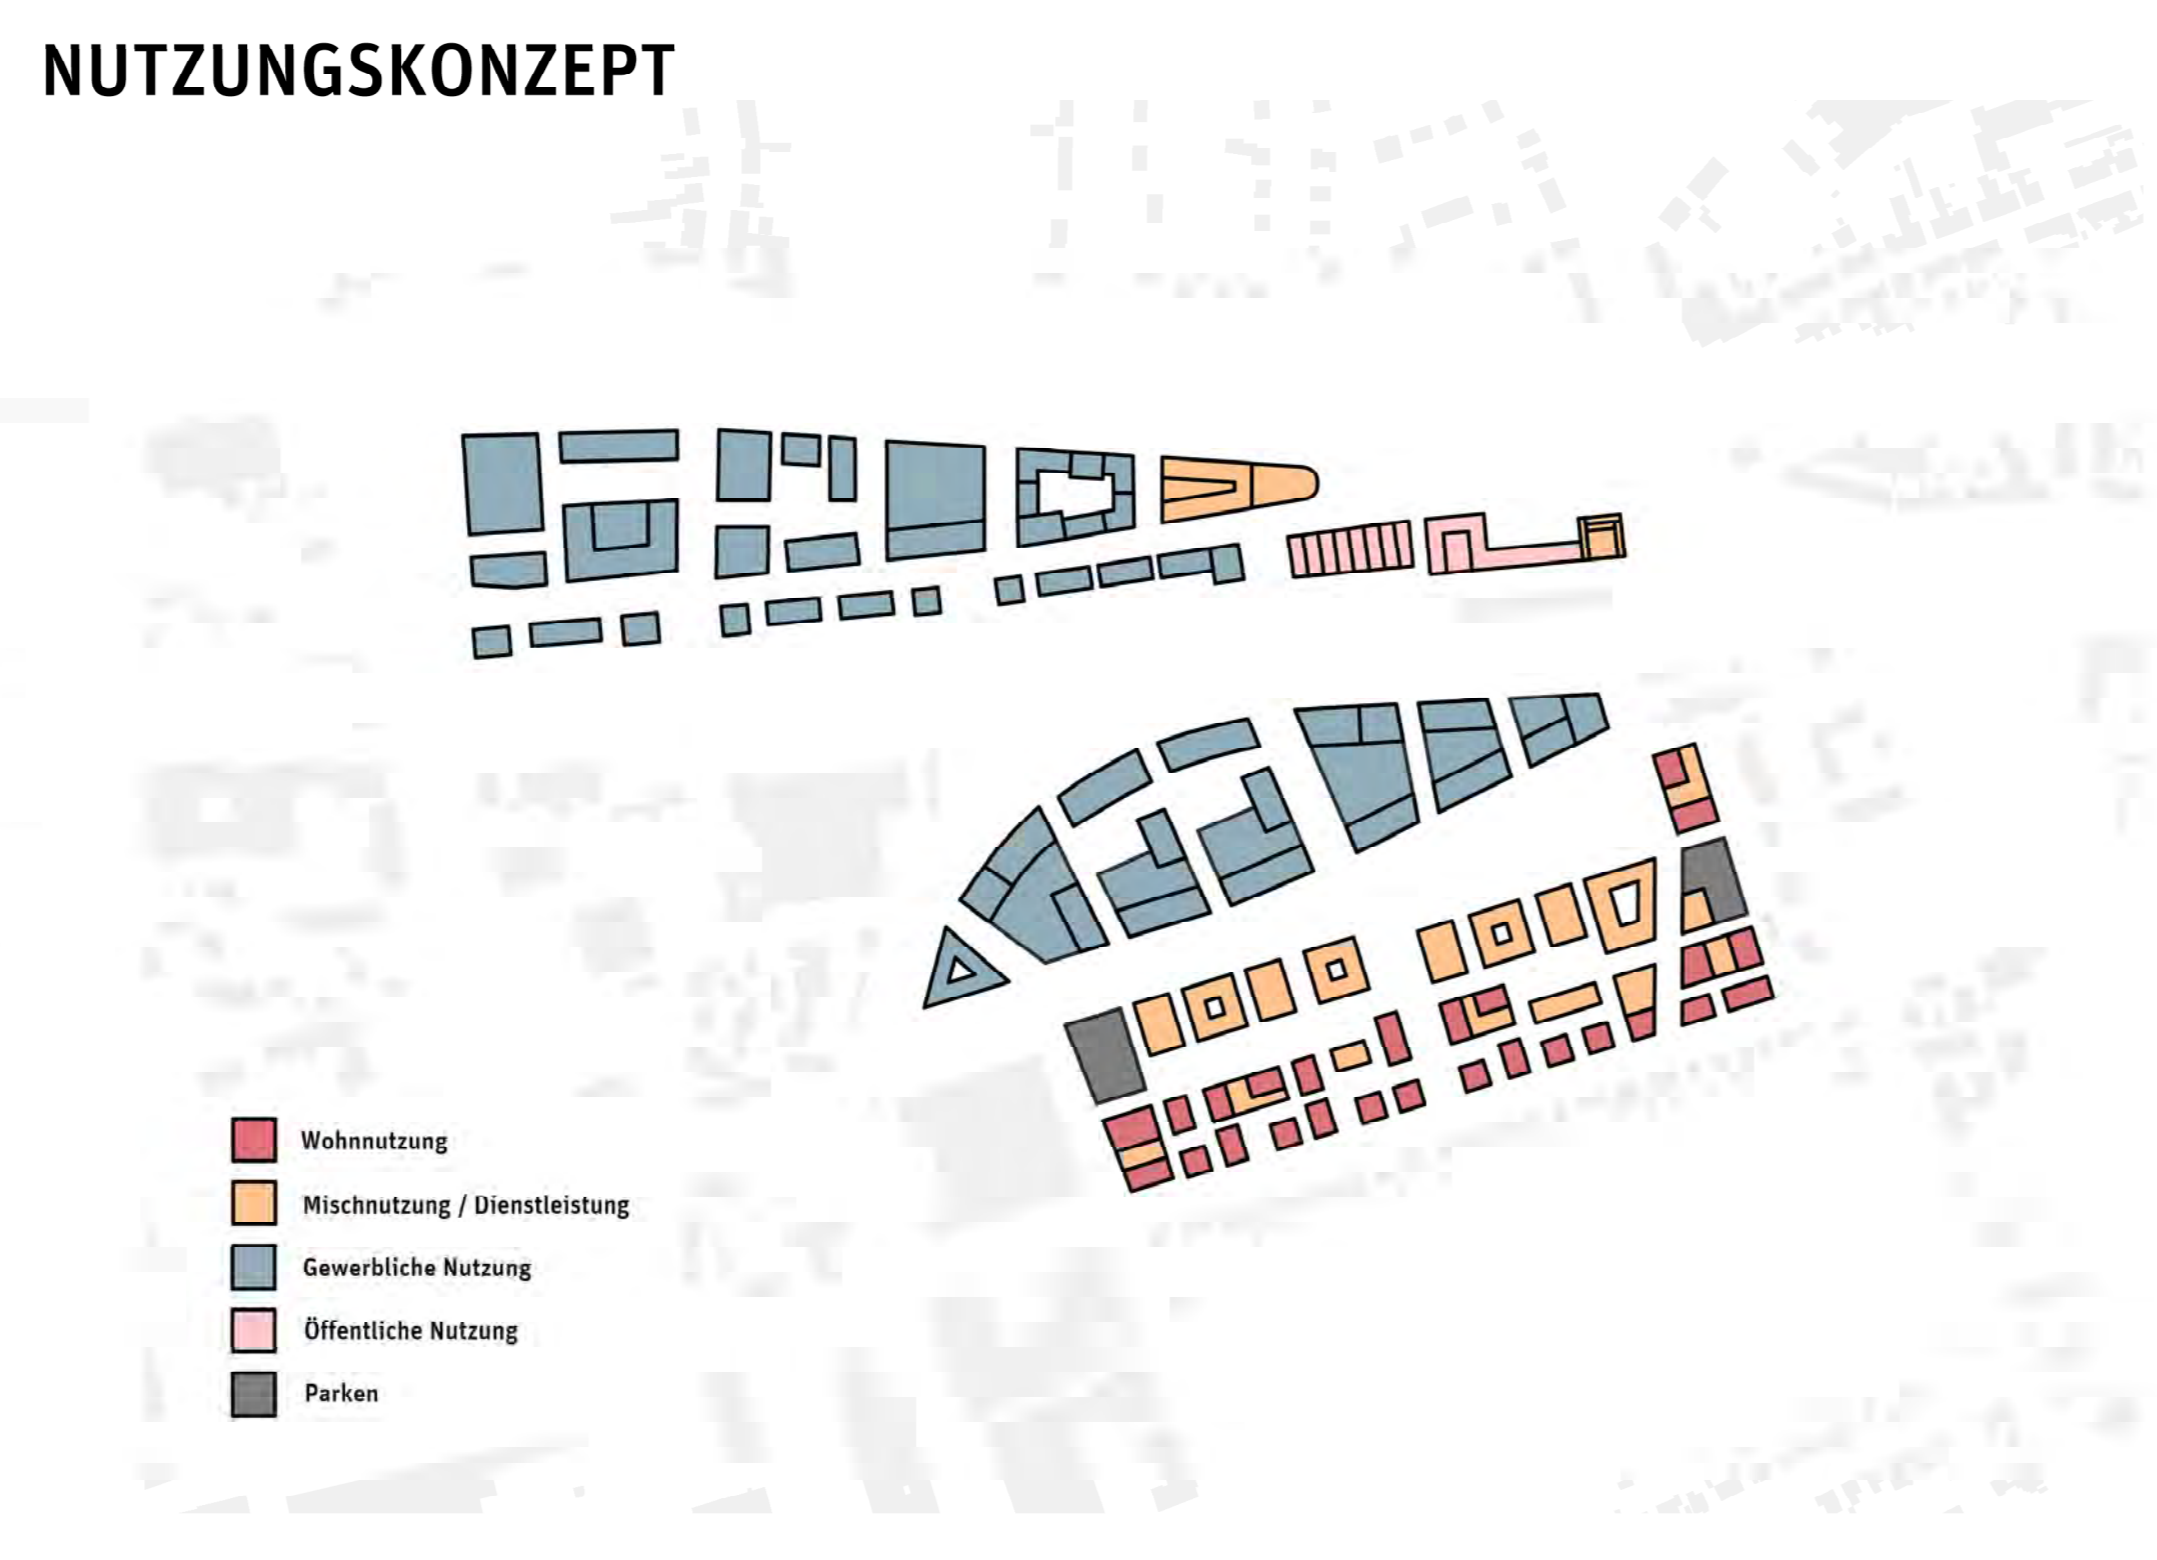 NUTZUNGSKONZEPT
Wohnnutzung
Mischnutzung / Dienstleistung
Gewerbliche Nutzung
Öffentliche Nutzung
Parken